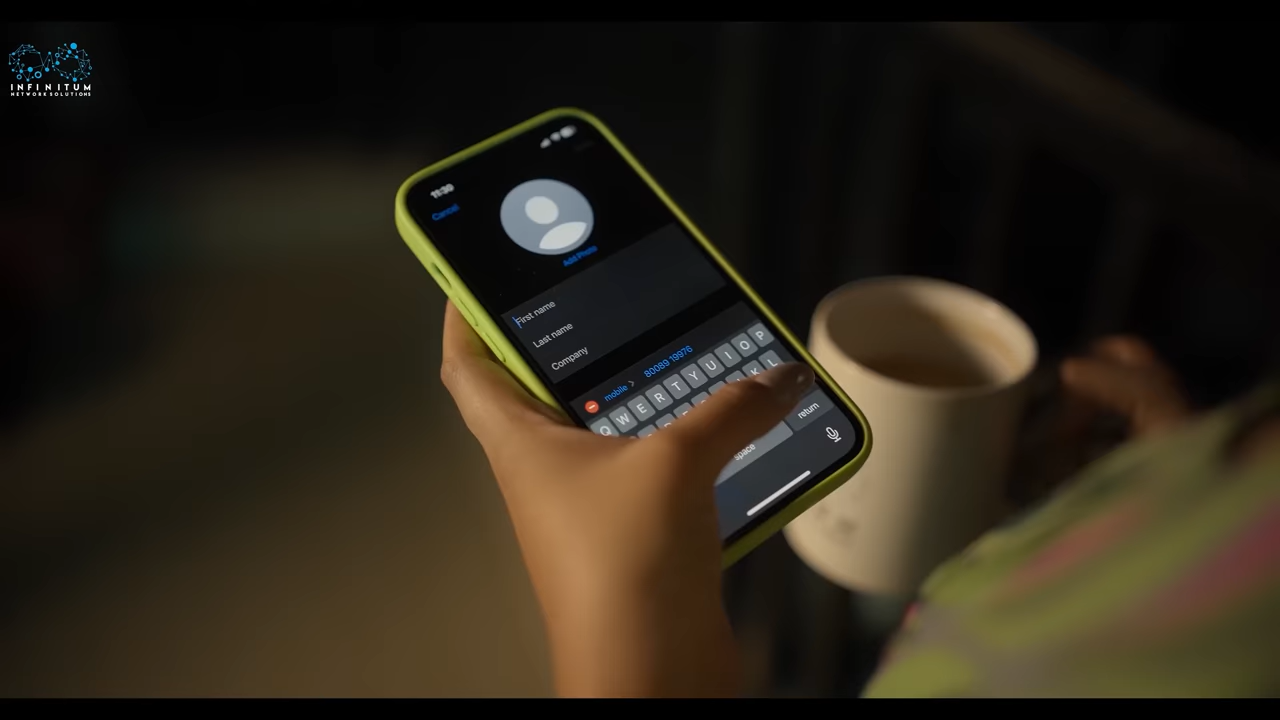 INFINITUM
NETWORK SOLUTIONS
11:30
Cancel
Add Photo
First name
Last name
Company
mobile > 80089 19976
Q W E R T Y U I O P
K L
space
return